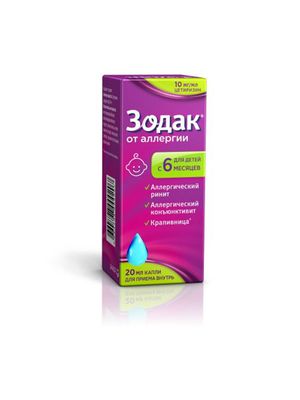 10 мг/мл
ЦЕТИРИЗИН
Зодак®
от аллергии
ДЛЯ ДЕТЕЙ
с 6 МЕСЯЦЕВ
Аллергический
ринит
Аллергический
конъюнктивит
Крапивница¹
20 МЛ КАПЛИ
ДЛЯ ПРИЕМА ВНУТРЬ